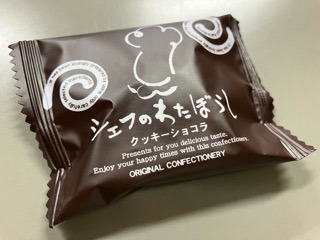 シェフのわたぼうし
クッキーショコラ
Presents for you delicious taste.
Enjoy your happy times with this confections.
ORIGINAL CONFECTIONERY